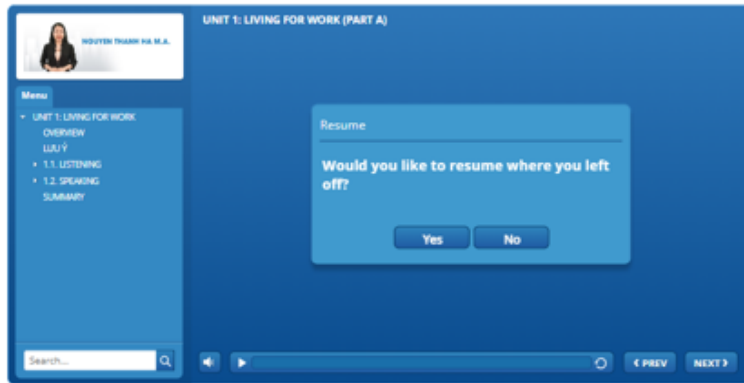 NGUYEN THANH HA M.A.
UNIT 1: LIVING FOR WORK (PART A)
Menu
UNIT 1: LIVING FOR WORK
OVERVIEW
LƯU Ý
1.1. LISTENING
1.2. SPEAKING
SUMMARY
Resume
Would you like to resume where you left
off?
Yes No
Search...
PREV NEXT